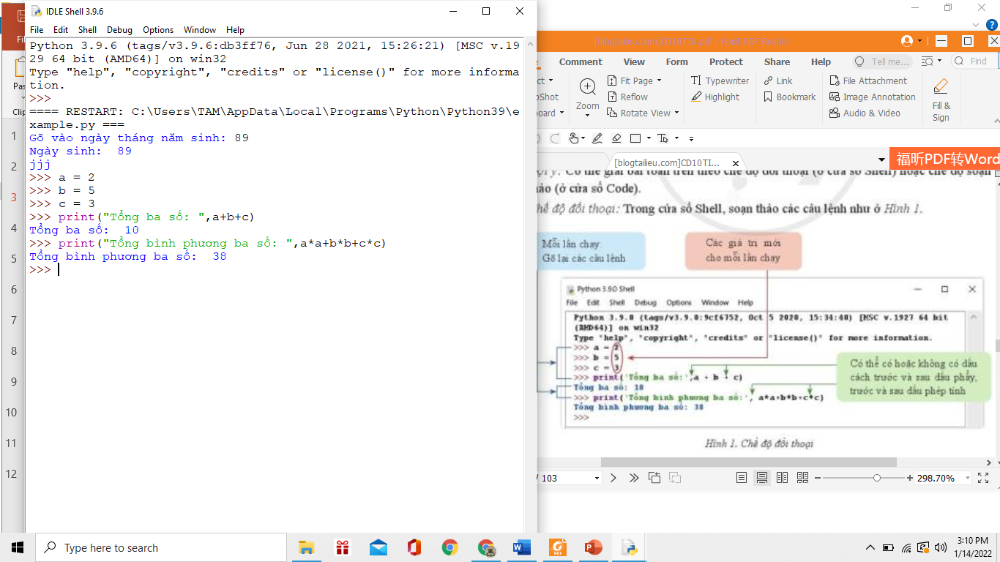 IDLE Shell 3.9.6
File Edit Shell Debug Options Window Help
Python 3.9.6 (tags/v3.9.6:db3ff76, Jun 28 2021, 15:26:21) [MSC v.19
29 64 bit (AMD64)] on win32
Type "help", "copyright", "credits" or "license()" for more informa
tion.
>>>
==== RESTART: C:\Users\TAM\AppData\Local\Programs\Python\Python39\e
xample.py ===
Gõ vào ngày tháng năm sinh: 89
Ngày sinh:  89
jjj
>>> a = 2
>>> b = 5
>>> c = 3
>>> print("Tổng ba số: ",a+b+c)
Tổng ba số:  10
>>> print("Tổng bình phương ba số: ",a*a+b*b+c*c)
Tổng bình phương ba số:  38
>>>
1
2
3
4
5
6
7
8
9
10
11
12
[blogtailieu.com]CD10TIN.pdf - Foxit PDF Reader
Comment View Form Protect Share Help Tell me... Find
Zoom
Fit Page
Reflow
Rotate View
Typewriter
Highlight
Link
Bookmark
File Attachment
Image Annotation
Audio & Video
Fill &
Sign
[blogtailieu.com]CD10TI...
福昕PDF转Word
Có thể giải bài toán trên theo chế độ đối thoại (ở cửa sổ Shell) hoặc chế độ soạn
(ở cửa sổ Code).
độ đối thoại: Trong cửa sổ Shell, soạn thảo các câu lệnh như ở Hình 1.
Mỗi lần chạy
Gõ lại các câu lệnh
Các giá trị mới
cho mỗi lần chạy
Python 3.9.0 Shell
File Edit Shell Debug Options Window Help
Python 3.9.0 (tags/v3.9.0:9cf6752, Oct 5 2020, 15:34:40) [MSC v.1927 64 bit
(AMD64)] on win32
Type "help", "copyright", "credits" or "license()" for more information.
>>> a = 2
>>> b = 5
>>> c = 3
>>> print('Tổng ba số:',a + b + c)
Tổng ba số: 10
>>> print('Tổng bình phương ba số:', a*a+b*b+c*c)
Tổng bình phương ba số: 38
>>>
Có thể có hoặc không có dấu
cách trước và sau dấu phẩy,
trước và sau dấu phép tính
Hình 1. Chế độ đối thoại
/ 103
298.70%
Type here to search
3:10 PM
1/14/2022